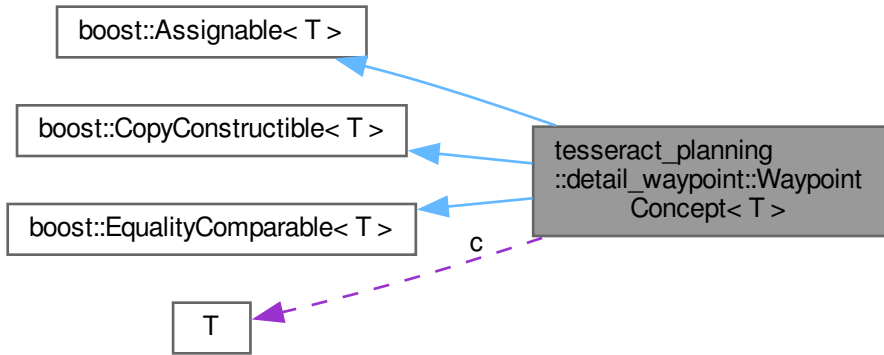 boost::Assignable< T >
boost::CopyConstructible< T >
boost::EqualityComparable< T >
T
c
tesseract_planning
::detail_waypoint::Waypoint
Concept< T >